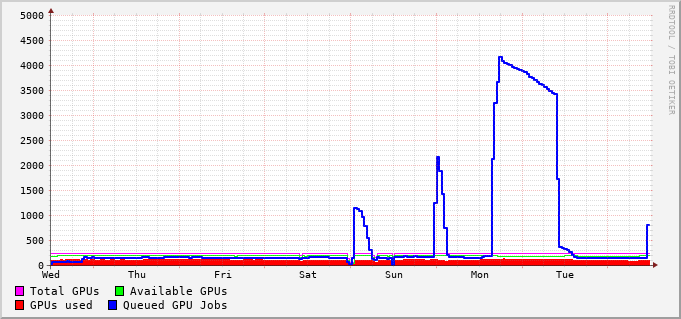 5000
4500
4000
3500
3000
2500
2000
1500
1000
500
0
Wed Thu Fri Sat Sun Mon Tue
Total GPUs Available GPUs
GPUs used Queued GPU Jobs
RRDTOOL / TOBI OETIKER